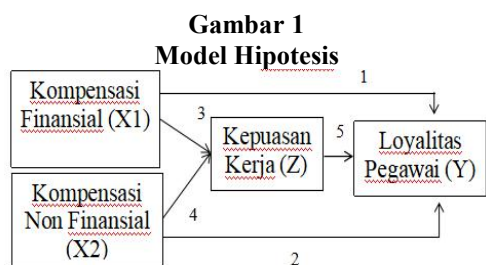 Gambar 1
Model Hipotesis
1
Kompensasi
Finansial (X1)
3
Kepuasan
Kerja (Z)
5
Loyalitas
Pegawai (Y)
Kompensasi
Non Finansial
(X2)
4
2